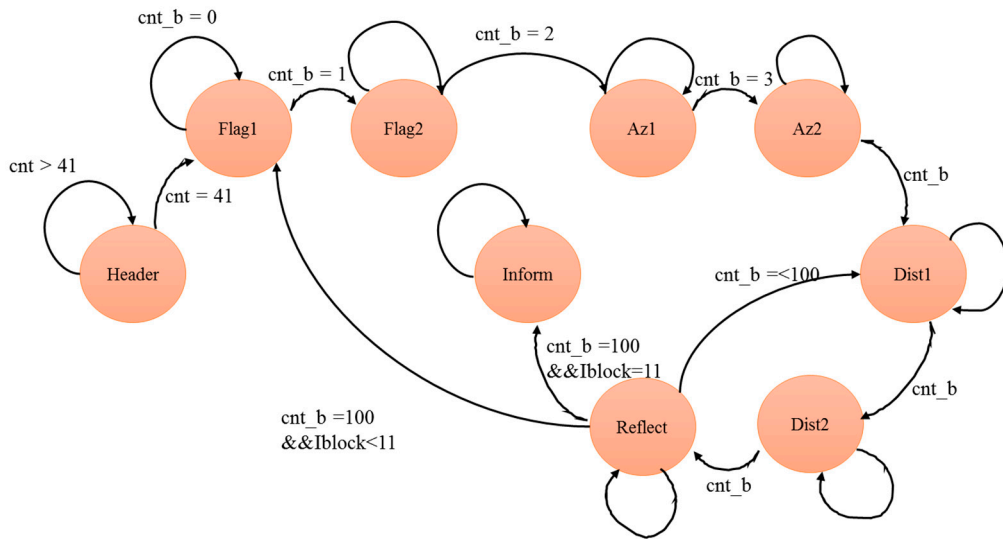 cnt_b = 0
cnt_b = 1
cnt_b = 2
cnt_b = 3
Flag1
Flag2
Az1
Az2
cnt > 41
cnt = 41
cnt_b
Header
Inform
Dist1
cnt_b =<100
cnt_b =100
&&Iblock=11
cnt_b
cnt_b =100
&&Iblock<11
Reflect
Dist2
cnt_b